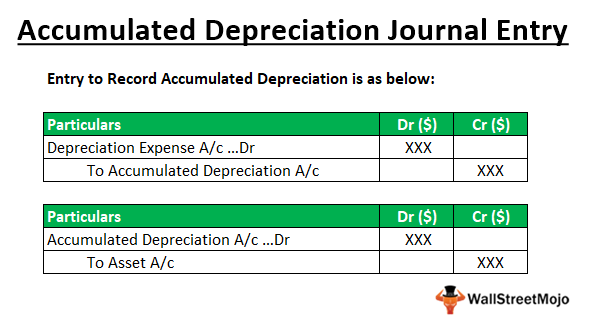 Accumulated Depreciation Journal Entry
Entry to Record Accumulated Depreciation is as below:
Particulars Dr ($) Cr ($)
Depreciation Expense A/c ...Dr XXX
To Accumulated Depreciation A/c XXX
Particulars Dr ($) Cr ($)
Accumulated Depreciation A/c ...Dr XXX
To Asset A/c XXX
WallStreetMojo